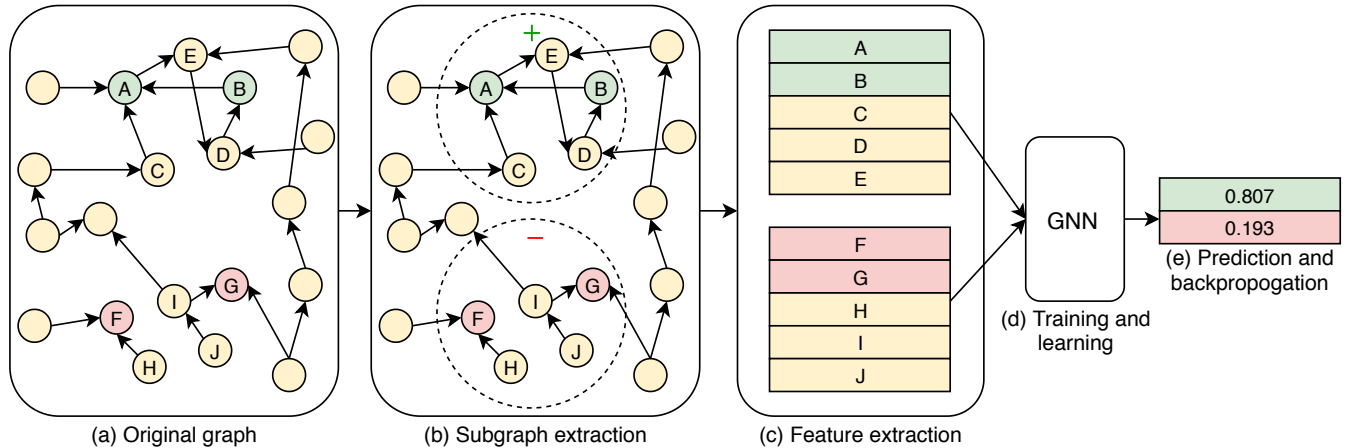 E
A
B
D
C
I
G
F
J
H
(a) Original graph
+
E
A
B
D
C
−
I
G
F
J
H
(b) Subgraph extraction
A
B
C
D
E
F
G
H
I
J
(c) Feature extraction
GNN
(d) Training and
learning
0.807
0.193
(e) Prediction and
backpropogation